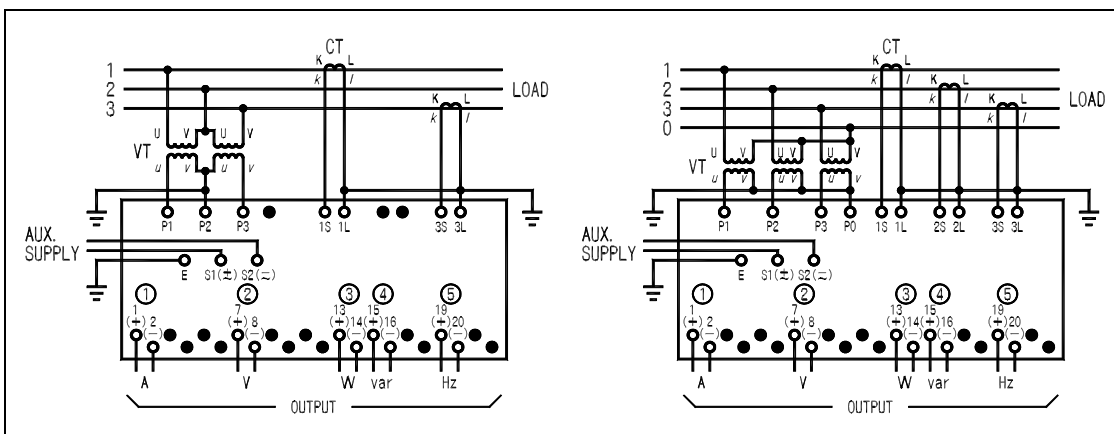 CT
K L
k l
1
2
3
LOAD
K L
k l
U V U V
VT
u v u v
P1 P2 P3 1S 1L 3S 3L
AUX.
SUPPLY
E S1(±) S2(≂)
① ② ③ ④ ⑤
1 7 13 15 19
(+) 2 (+) 8 (+) 14 (+) 16 (+) 20
(−) (−) (−) (−) (−)
A V W var Hz
OUTPUT
CT
K L
k l
1
2
3
0
K L
k l
LOAD
K L
k l
U V U V U V
VT
u v u v u v
P1 P2 P3 P0 1S 1L 2S 2L 3S 3L
AUX.
SUPPLY
E S1(±) S2(≂)
① ② ③ ④ ⑤
1 7 13 15 19
(+) 2 (+) 8 (+) 14 (+) 16 (+) 20
(−) (−) (−) (−) (−)
A V W var Hz
OUTPUT